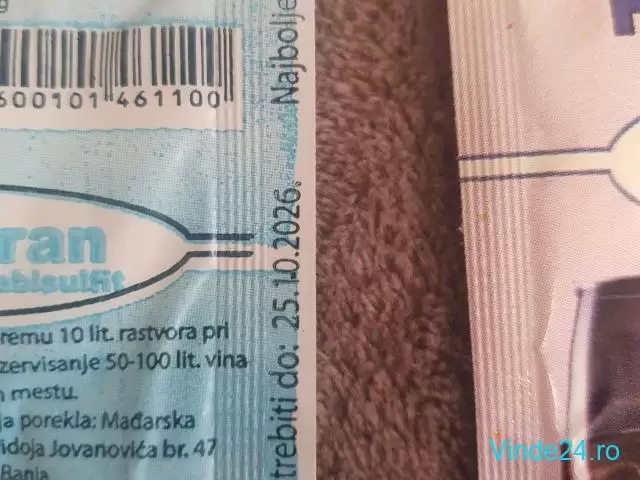 g
600101 461100
ran
abisulfit
remu 10 lit. rastvora pri
zervisanje 50-100 lit. vina
mestu.
ja porekla: Mađarska
idoja Jovanovića br. 47
Banja
Najbolje
trebiti do: 25.10.2026.
Vinde24.ro